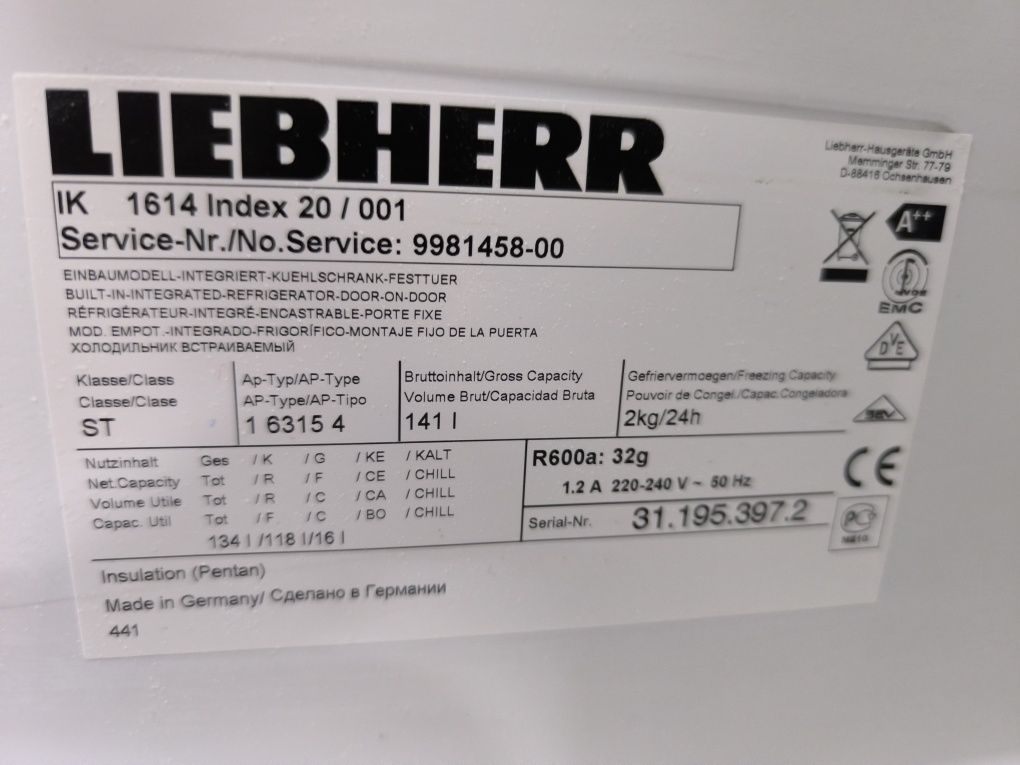 LIEBHERR
Liebherr-Hausgeräte GmbH
Memminger Str. 77-79
D-88416 Ochsenhausen
IK 1614 Index 20 / 001
Service-Nr./No.Service: 9981458-00
A++
EINBAUMODELL-INTEGRIERT-KUEHLSCHRANK-FESTTUER
BUILT-IN-INTEGRATED-REFRIGERATOR-DOOR-ON-DOOR
RÉFRIGÉRATEUR-INTEGRÉ-ENCASTRABLE-PORTE FIXE
MOD. EMPOT.-INTEGRADO-FRIGORÍFICO-MONTAJE FIJO DE LA PUERTA
ХОЛОДИЛЬНИК ВСТРАИВАЕМЫЙ
EMC
DVE
Klasse/Class
Classe/Clase
ST
Ap-Typ/AP-Type
AP-Type/AP-Tipo
1 6315 4
Bruttoinhalt/Gross Capacity
Volume Brut/Capacidad Bruta
141 l
Gefriervermoegen/Freezing Capacity
Pouvoir de Congel./Capac.Congeladora
2kg/24h
Nutzinhalt Ges / K / G / KE / KALT
Net.Capacity Tot / R / F / CE / CHILL
Volume Utile Tot / R / C / CA / CHILL
Capac. Util Tot / F / C / BO / CHILL
134 l /118 l/16 l
R600a: 32g
1.2 A 220-240 V ~ 50 Hz
Serial-Nr. 31.195.397.2
CE
Insulation (Pentan)
Made in Germany/ Сделано в Германии
441